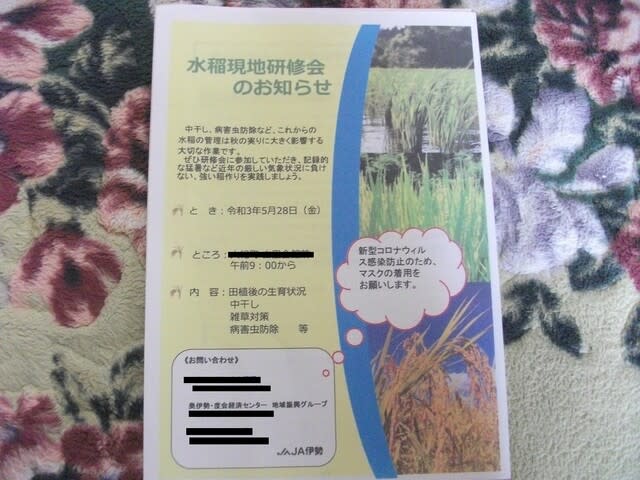 水稲現地研修会
のお知らせ
中干し、病害虫防除など、これからの
水稲の管理は秋の実りに大きく影響する
大切な作業です。
ぜひ研修会に参加していただき、記録的
な猛暑など近年の厳しい気象状況に負け
ない、強い稲作りを実践しましょう。
と き:令和3年5月28日(金)
ところ:
午前9:00から
内 容:田植後の生育状況
中干し
雑草対策
病害虫防除 等
新型コロナウィル
ス感染防止のため、
マスクの着用を
お願いします。
《お問い合わせ》
奥伊勢・度会経済センター 地域振興グループ
JA伊勢